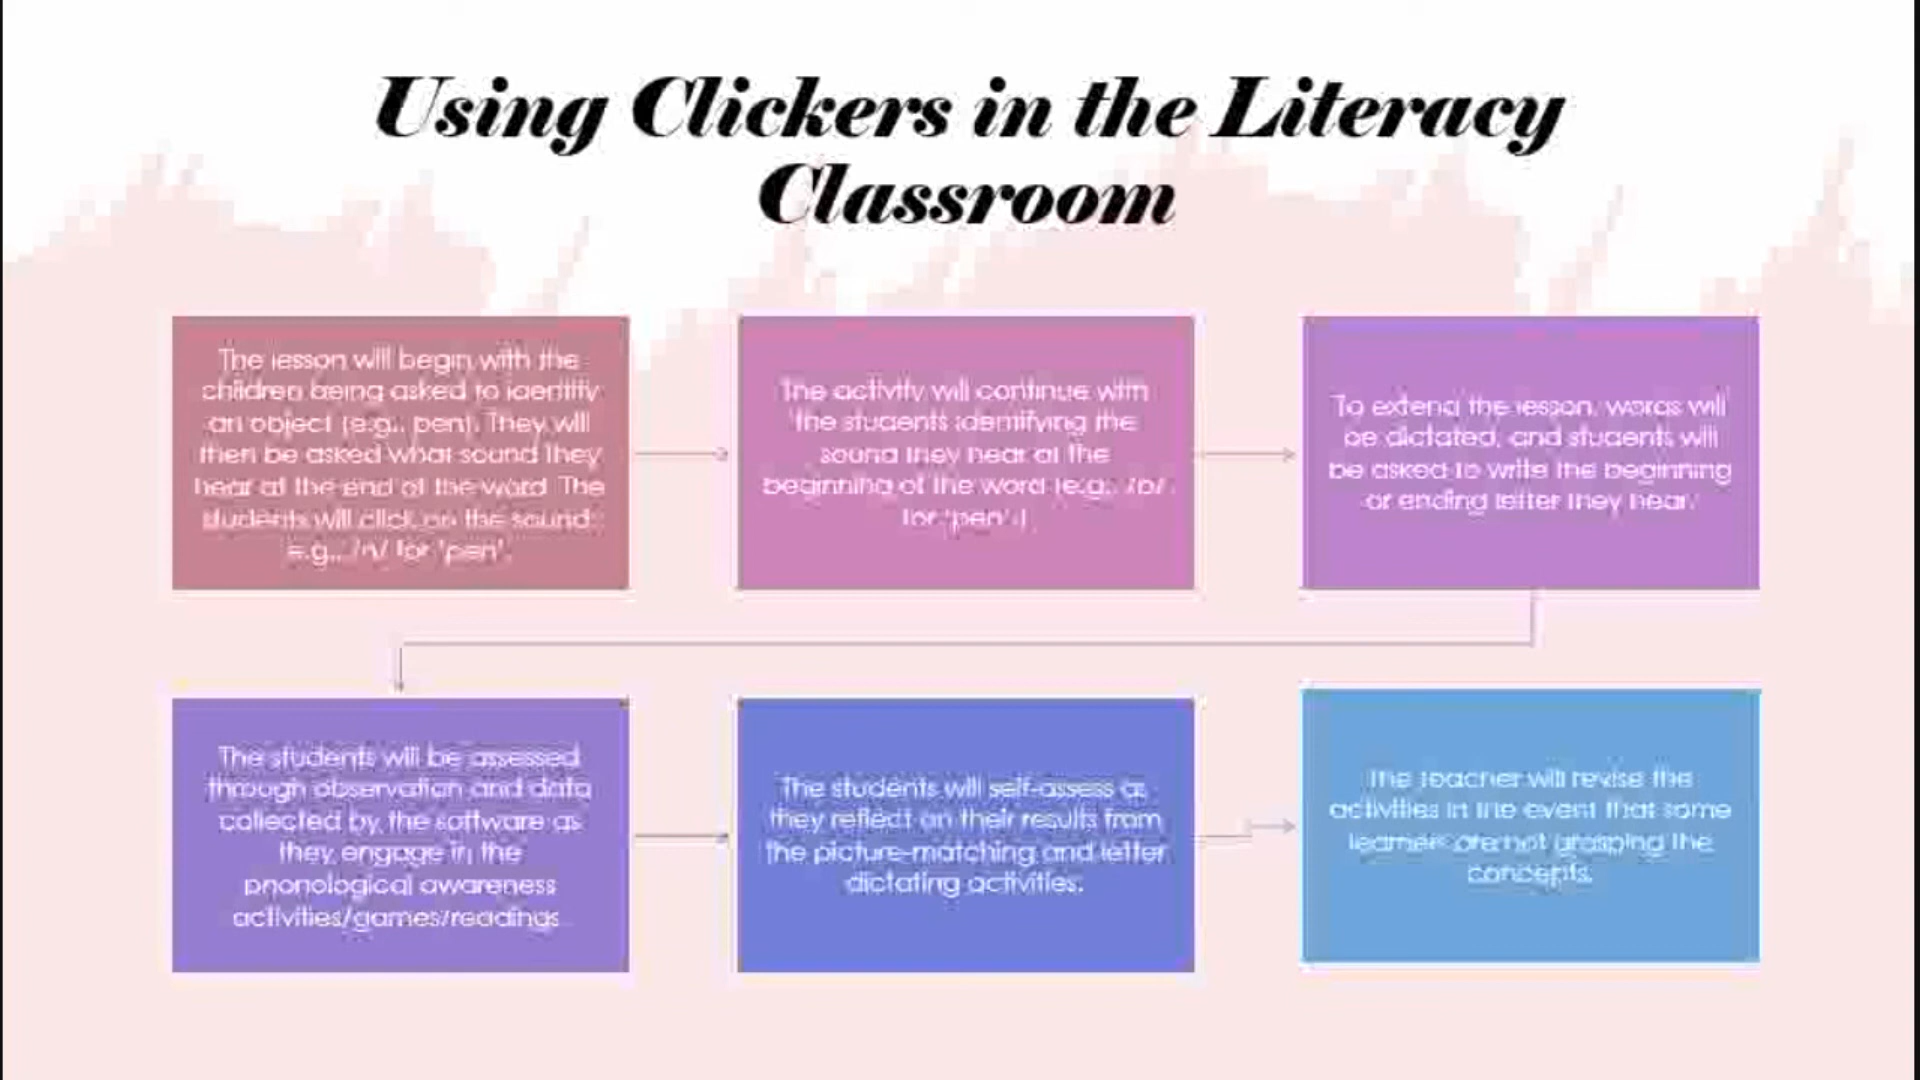 Using Clickers in the Literacy
Classroom
The lesson will begin with the
children being asked to identify
an object (e.g., pen). They will
then be asked what sound they
hear at the end of the word. The
students will click on the sound;
e.g., /n/ for 'pen'.
The activity will continue with
the students identifying the
sound they hear at the
beginning of the word (e.g., /p/
for 'pen'.)
To extend the lesson, words will
be dictated, and students will
be asked to write the beginning
or ending letter they hear.
The students will be assessed
through observation and data
collected by the software as
they engage in the
phonological awareness
activities/games/readings.
The students will self-assess as
they reflect on their results from
the picture-matching and letter
dictating activities.
The teacher will revise the
activities in the event that some
learners are not grasping the
concepts.